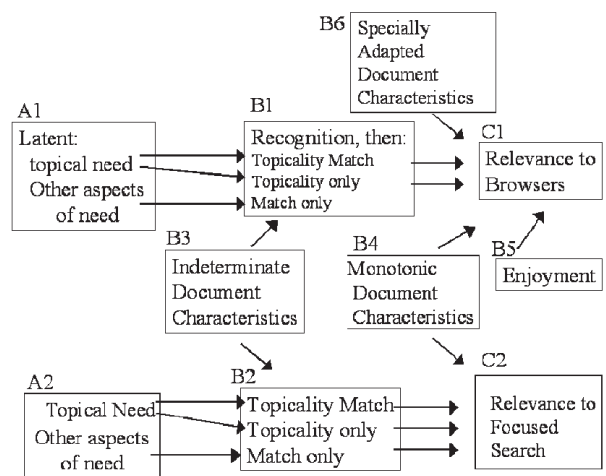 B6
Specially
Adapted
Document
Characteristics
A1
Latent:
topical need
Other aspects
of need
B1
Recognition, then:
Topicality Match
Topicality only
Match only
C1
Relevance to
Browsers
B3
Indeterminate
Document
Characteristics
B4
Monotonic
Document
Characteristics
B5
Enjoyment
A2
Topical Need
Other aspects
of need
B2
Topicality Match
Topicality only
Match only
C2
Relevance to
Focused
Search